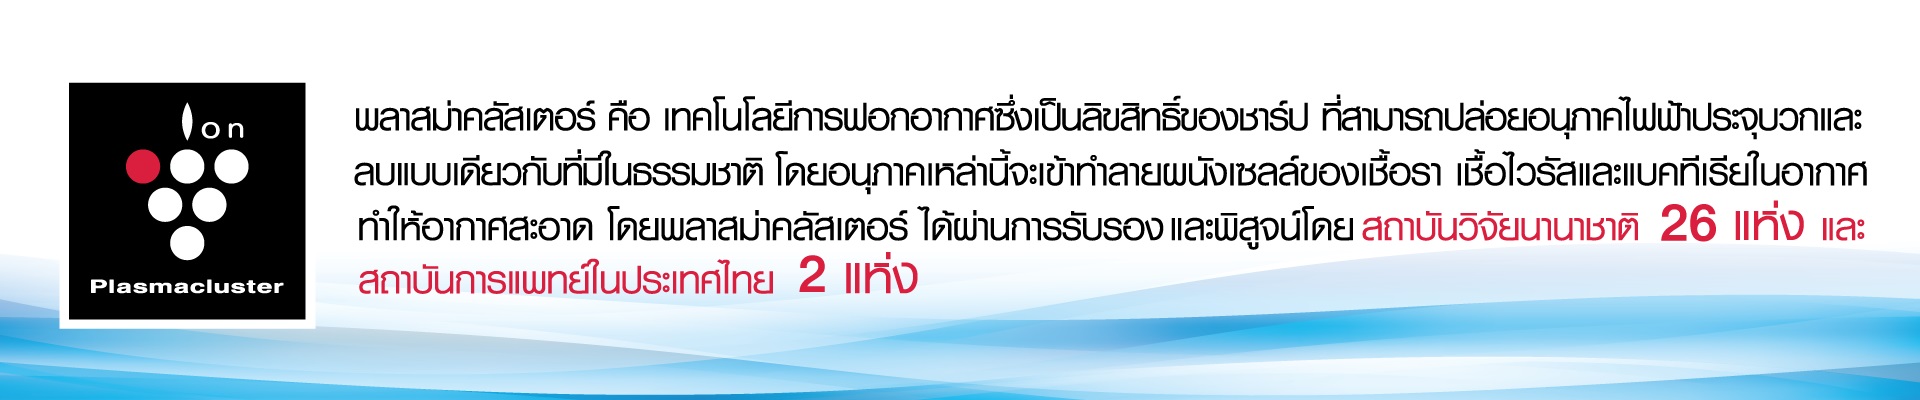 ion
Plasmacluster
พลาสม่าคลัสเตอร์ คือ เทคโนโลยีการฟอกอากาศซึ่งเป็นลิขสิทธิ์ของชาร์ป ที่สามารถปล่อยอนุภาคไฟฟ้าประจุบวกและ
ลบแบบเดียวกับที่มีในธรรมชาติ โดยอนุภาคเหล่านี้จะเข้าทำลายผนังเซลล์ของเชื้อรา เชื้อไวรัสและแบคทีเรียในอากาศ
ทำให้อากาศสะอาด โดยพลาสม่าคลัสเตอร์ ได้ผ่านการรับรอง และพิสูจน์โดย สถาบันวิจัยนานาชาติ 26 แห่ง และ
สถาบันการแพทย์ในประเทศไทย 2 แห่ง